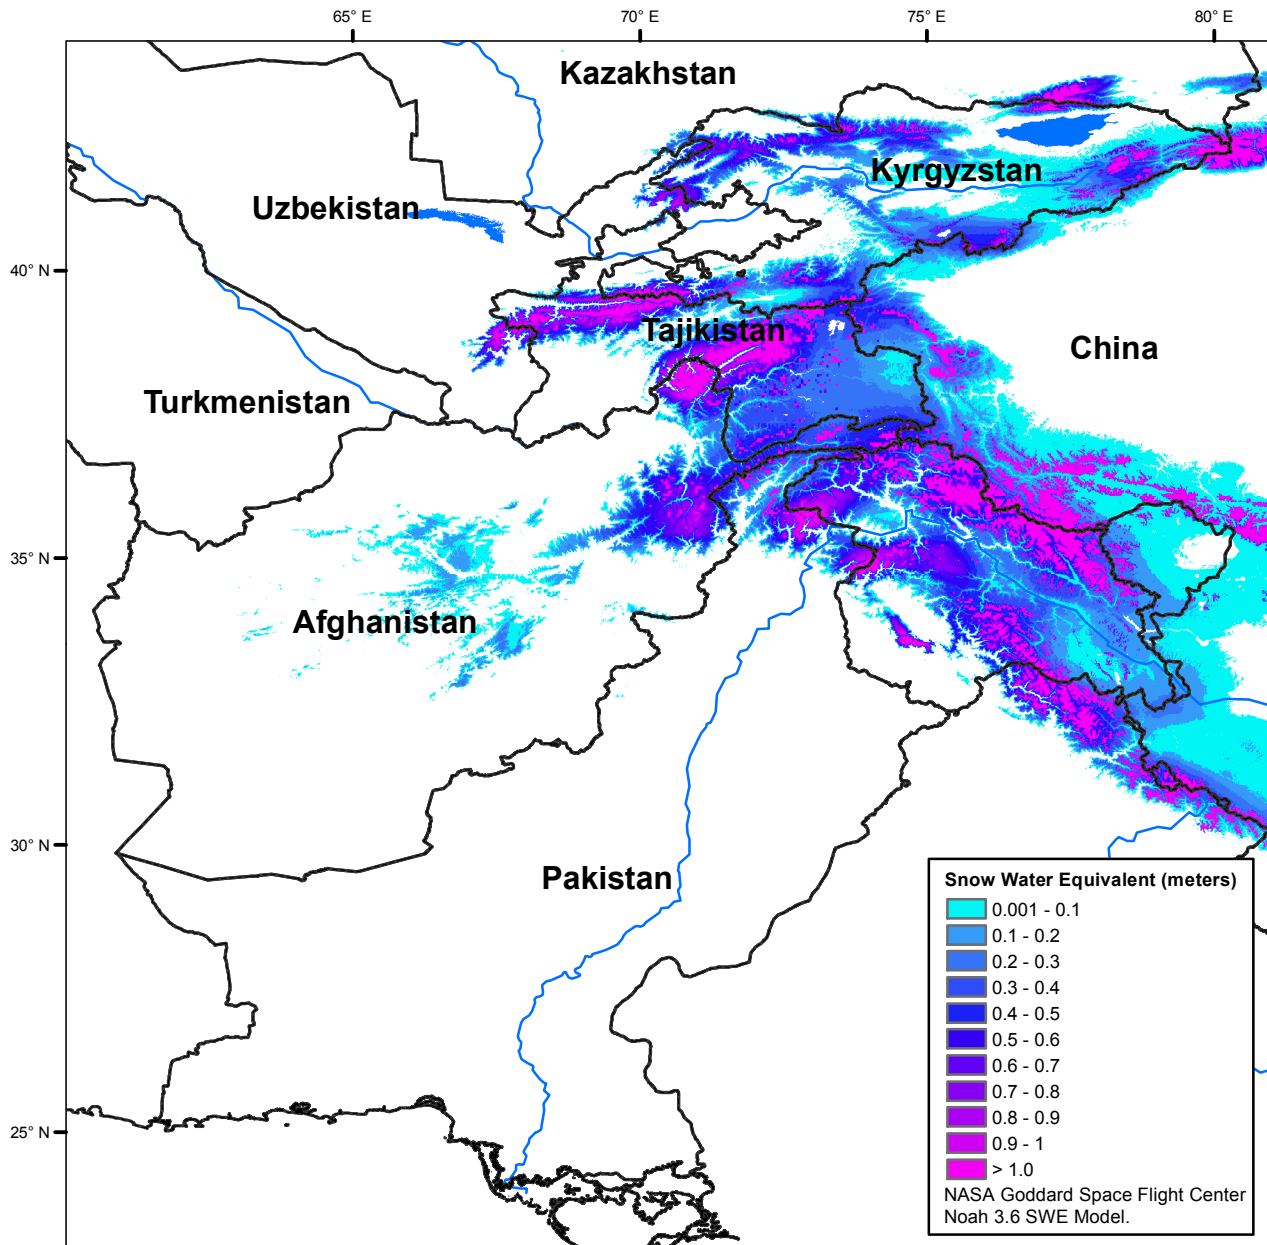 65° E
70° E
75° E
80° E
Kazakhstan
Kyrgyzstan
Uzbekistan
40° N
Tajikistan
China
Turkmenistan
35° N
Afghanistan
30° N
Pakistan
25° N
Snow Water Equivalent (meters)
0.001 - 0.1
0.1 - 0.2
0.2 - 0.3
0.3 - 0.4
0.4 - 0.5
0.5 - 0.6
0.6 - 0.7
0.7 - 0.8
0.8 - 0.9
0.9 - 1
> 1.0
NASA Goddard Space Flight Center
Noah 3.6 SWE Model.